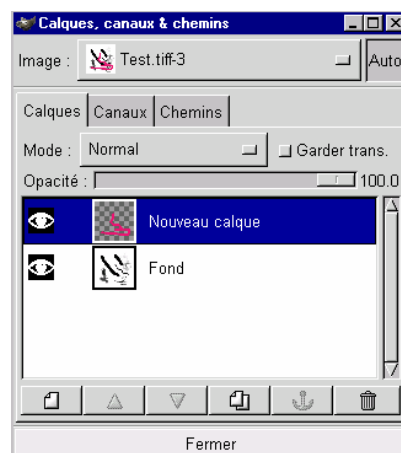 Calques, canaux & chemins
Image : Test.tiff-3 Auto
Calques Canaux Chemins
Mode : Normal Garder trans.
Opacité : 100.0
Nouveau calque
Fond
Fermer